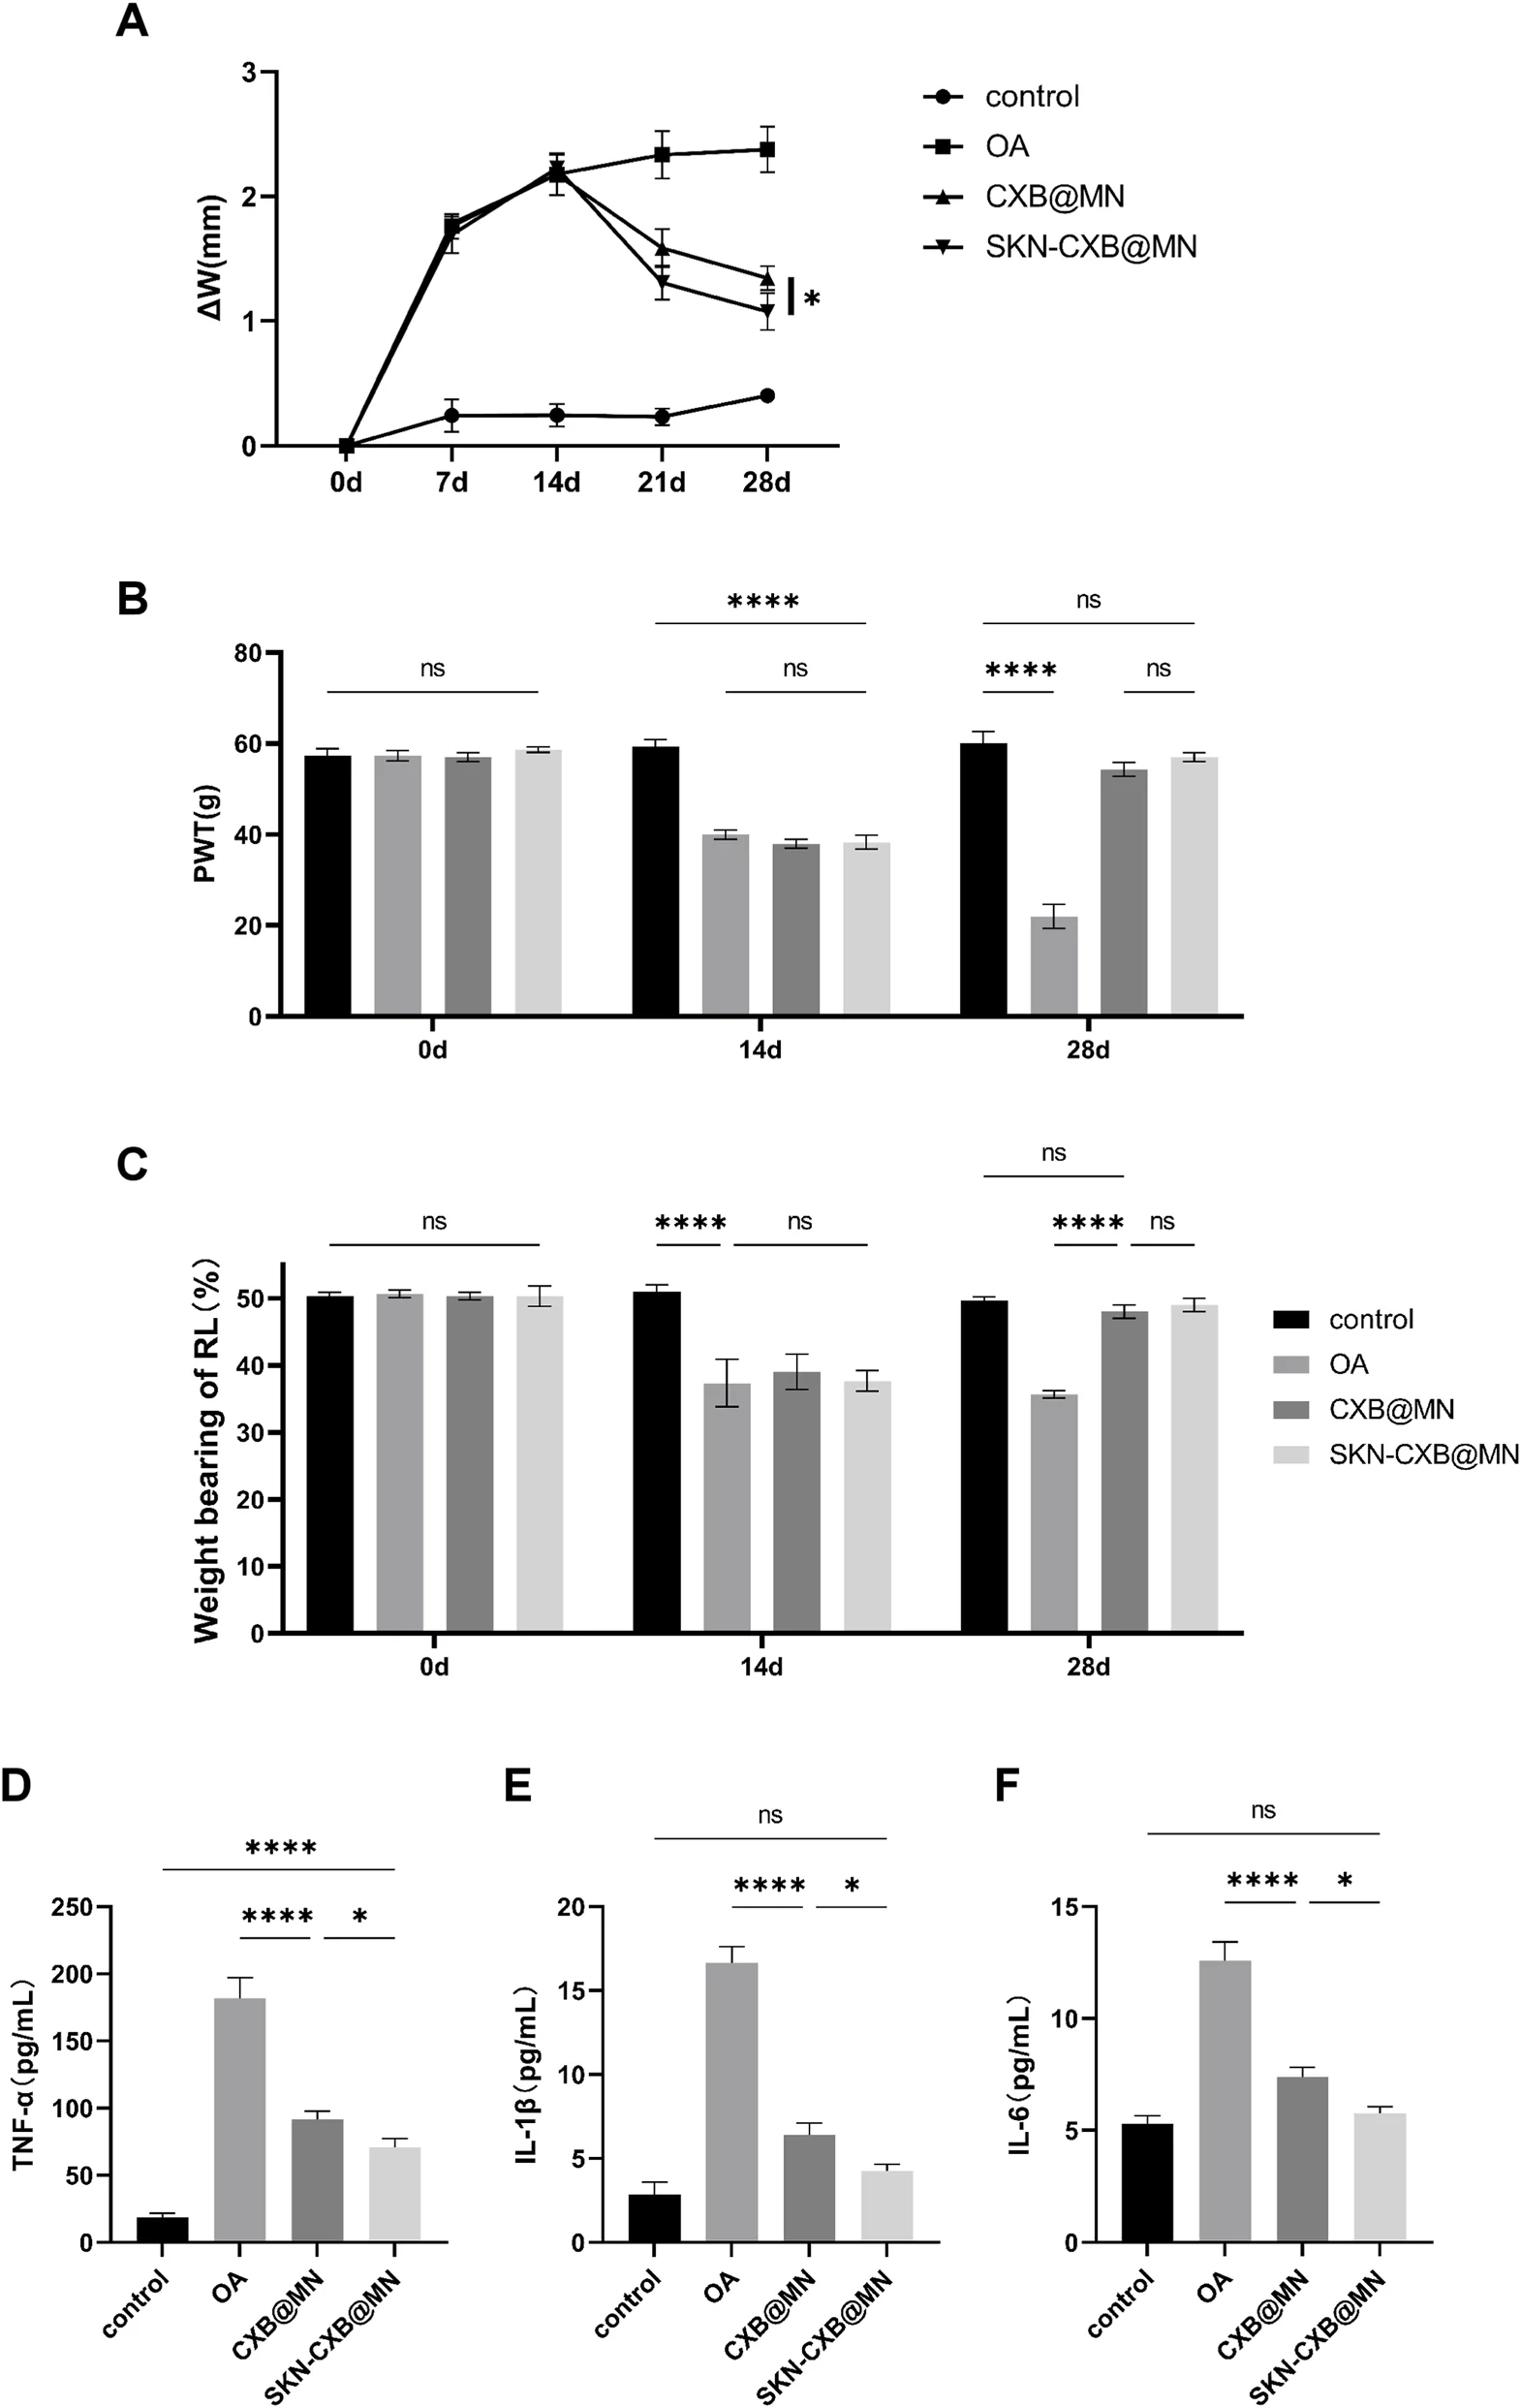 A
3
2
1
0
ΔW(mm)
0d 7d 14d 21d 28d
control
OA
CXB@MN
SKN-CXB@MN
*
B
**** ns
ns ns **** ns
80
60
40
20
0
PWT(g)
0d 14d 28d
C
ns
ns **** ns **** ns
50
40
30
20
10
0
Weight bearing of RL(%)
0d 14d 28d
control
OA
CXB@MN
SKN-CXB@MN
D
****
**** *
250
200
150
100
50
0
TNF-α(pg/mL)
control OA CXB@MN SKN-CXB@MN
E
ns
**** *
20
15
10
5
0
IL-1β(pg/mL)
control OA CXB@MN SKN-CXB@MN
F
ns
**** *
15
10
5
0
IL-6(pg/mL)
control OA CXB@MN SKN-CXB@MN